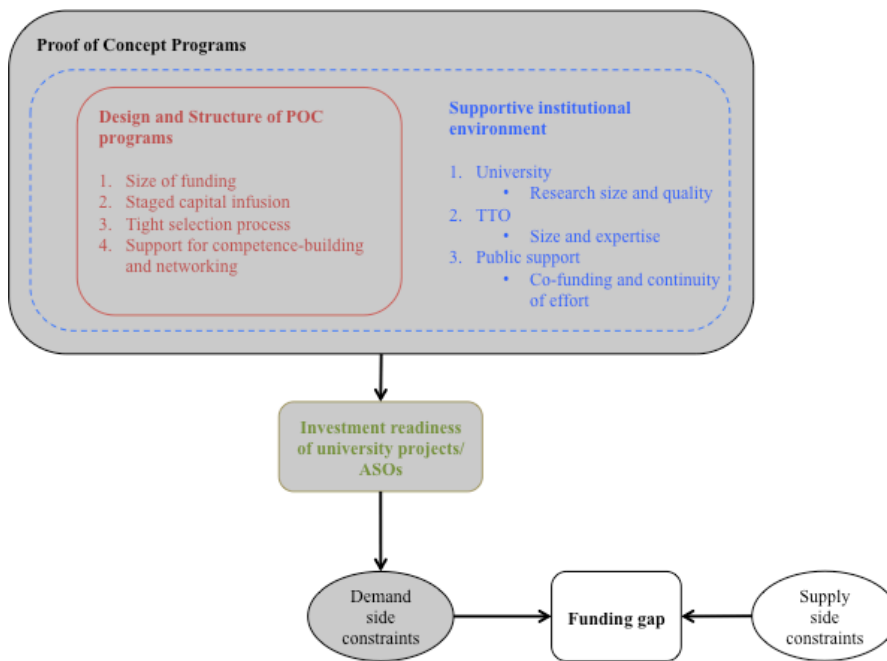 Proof of Concept Programs
Design and Structure of POC
programs
1. Size of funding
2. Staged capital infusion
3. Tight selection process
4. Support for competence-building
and networking
Supportive institutional
environment
1. University
• Research size and quality
2. TTO
• Size and expertise
3. Public support
• Co-funding and continuity
of effort
Investment readiness
of university projects/
ASOs
Demand
side
constraints
Funding gap
Supply
side
constraints